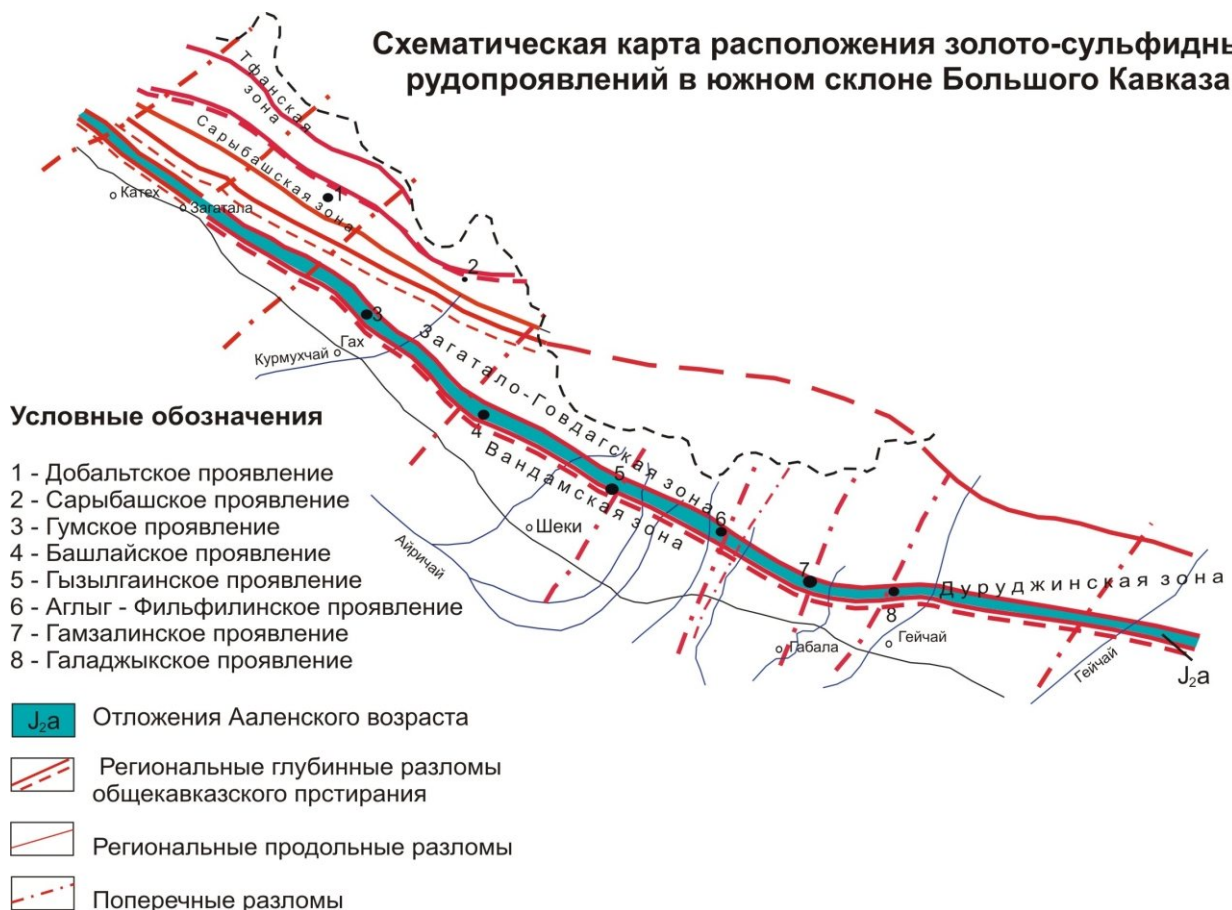 Схематическая карта расположения золото-сульфидны
рудопроявлений в южном склоне Большого Кавказа
Тфанская
зона
Сарыбашская зона
Катех
Загатала
1
2
3
Гах
Курмухчай
Загатало-Говдагская зона
Вандамская зона
4
5
Шеки
Айричай
6
7
8
Дуруджинская зона
Габала
Гейчай
Гейчай
J₂a
Условные обозначения
1 - Добальтское проявление
2 - Сарыбашское проявление
3 - Гумское проявление
4 - Башлайское проявление
5 - Гызылгаинское проявление
6 - Аглыг - Фильфилинское проявление
7 - Гамзалинское проявление
8 - Галаджыкское проявление
J₂a Отложения Ааленского возраста
Региональные глубинные разломы
общекавказского прстирания
Региональные продольные разломы
Поперечные разломы